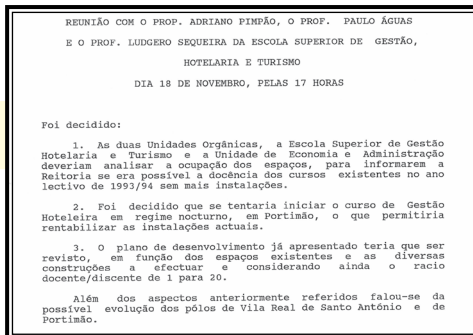 REUNIÃO COM O PROP. ADRIANO PIMPÃO, O PROF. PAULO ÁGUAS
E O PROF. LUDGERO SEQUEIRA DA ESCOLA SUPERIOR DE GESTÃO,
HOTELARIA E TURISMO
DIA 18 DE NOVEMBRO, PELAS 17 HORAS
Foi decidido:
1. As duas Unidades Orgânicas, a Escola Superior de Gestão
Hotelaria e Turismo e a Unidade de Economia e Administração
deveriam analisar a ocupação dos espaços, para informarem a
Reitoria se era possível a docência dos cursos existentes no ano
lectivo de 1993/94 sem mais instalações.
2. Foi decidido que se tentaria iniciar o curso de Gestão
Hoteleira em regime nocturno, em Portimão, o que permitiria
rentabilizar as instalações actuais.
3. O plano de desenvolvimento já apresentado teria que ser
revisto, em função dos espaços existentes e as diversas
construções a efectuar e considerando ainda o racio
docente/discente de 1 para 20.
Além dos aspectos anteriormente referidos falou-se da
possível evolução dos pólos de Vila Real de Santo António e de
Portimão.